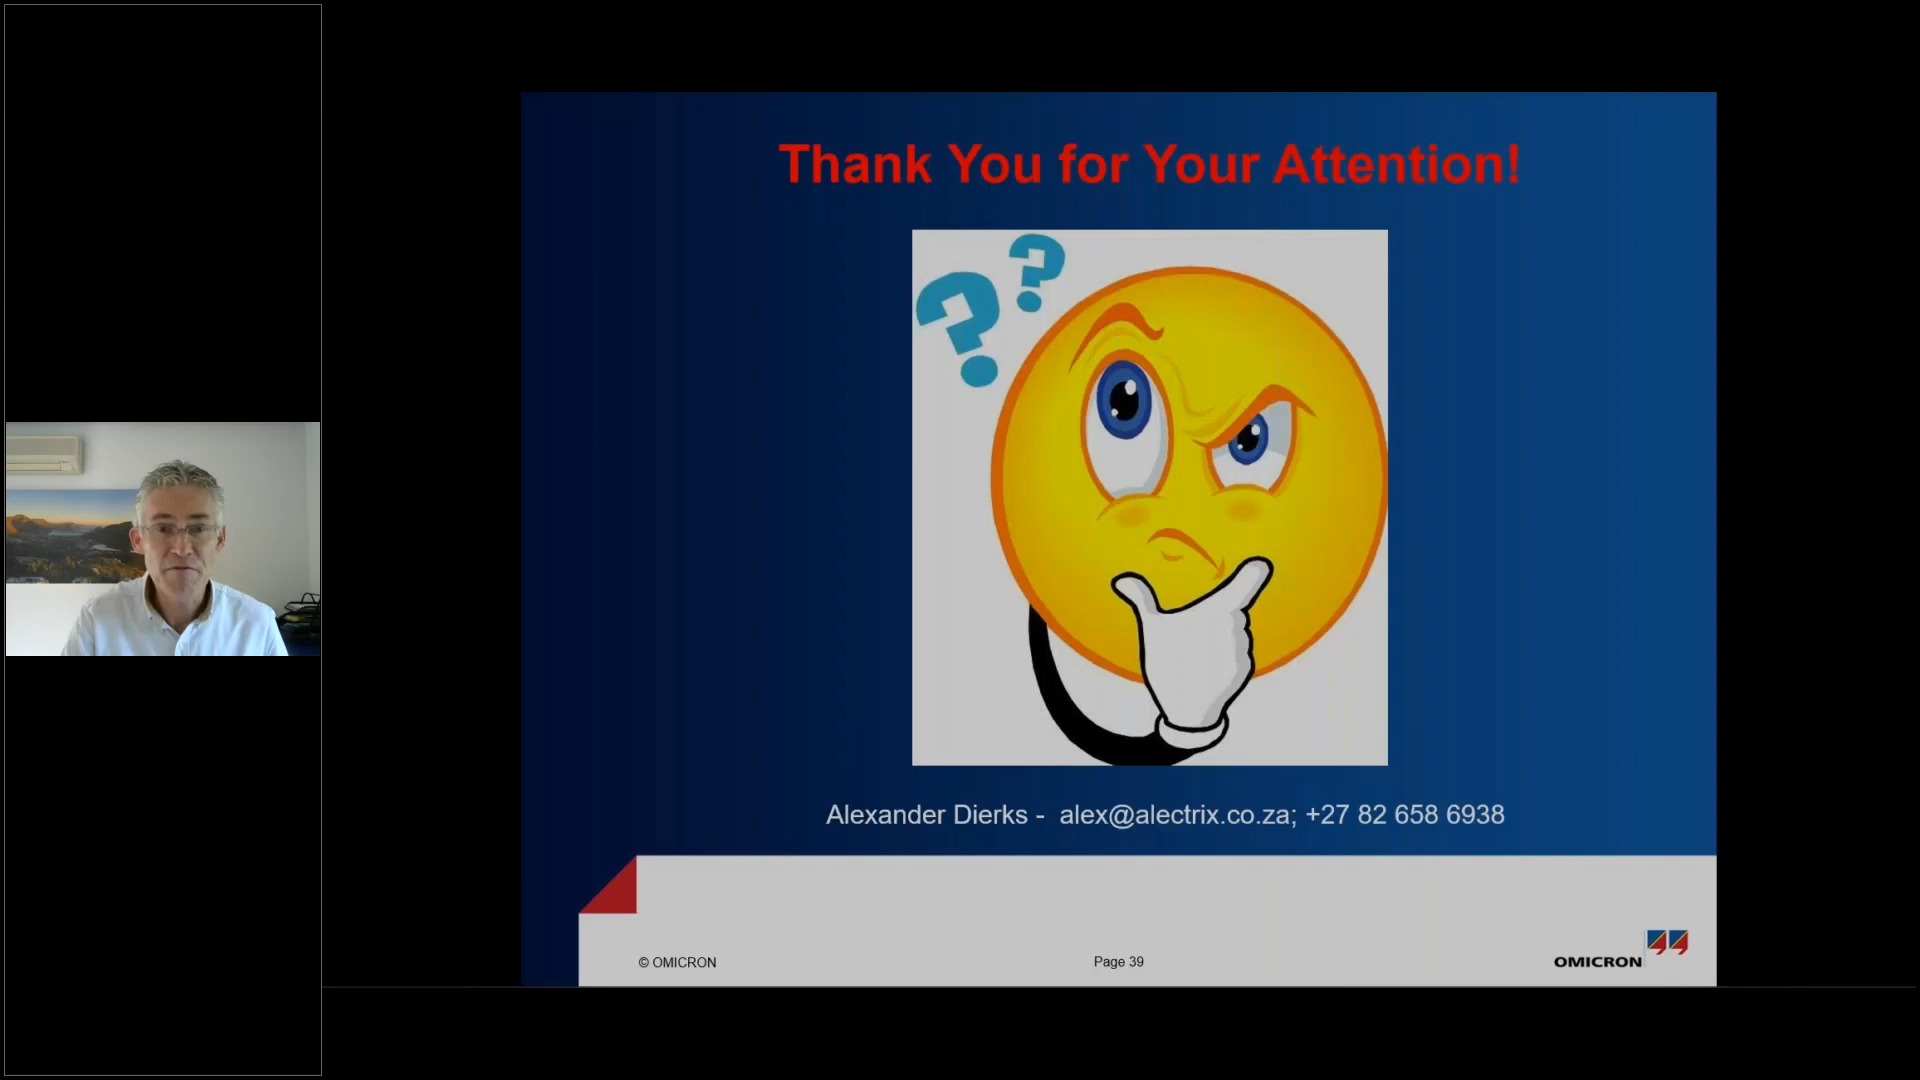 Thank You for Your Attention!
? ?
Alexander Dierks - alex@alectrix.co.za; +27 82 658 6938
© OMICRON
Page 39
OMICRON